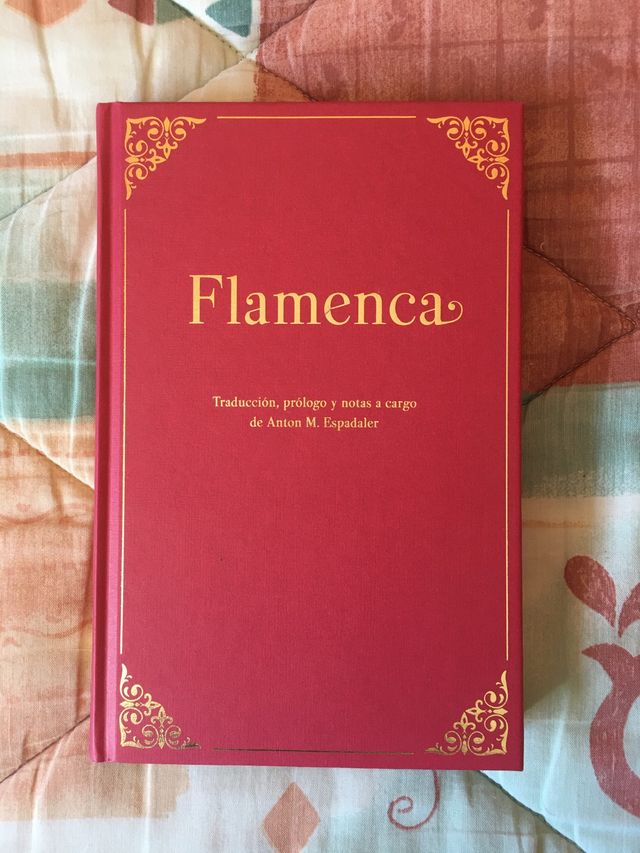 Flamenca
Traducción, prólogo y notas a cargo
de Anton M. Espadaler